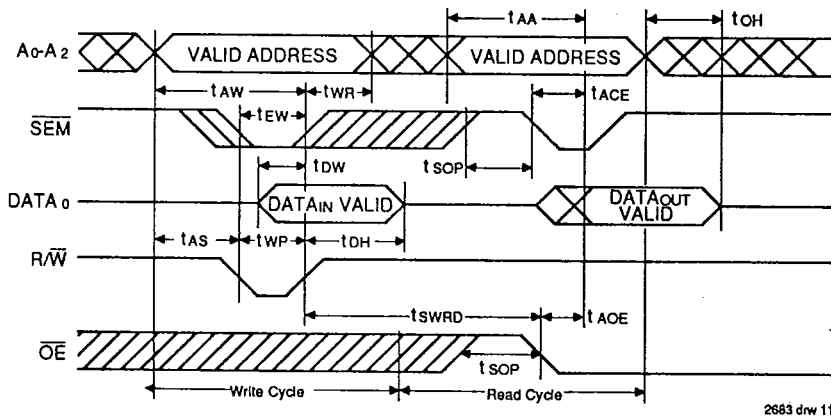 tAA
tOH
A0-A2
VALID ADDRESS
VALID ADDRESS
tAW
tWR
tACE
tEW
SEM
tDW
tSOP
DATA0
DATAIN VALID
DATAOUT VALID
tAS
tWP
tDH
R/W
tSWRD
tAOE
OE
tSOP
Write Cycle
Read Cycle
2683 drw 11